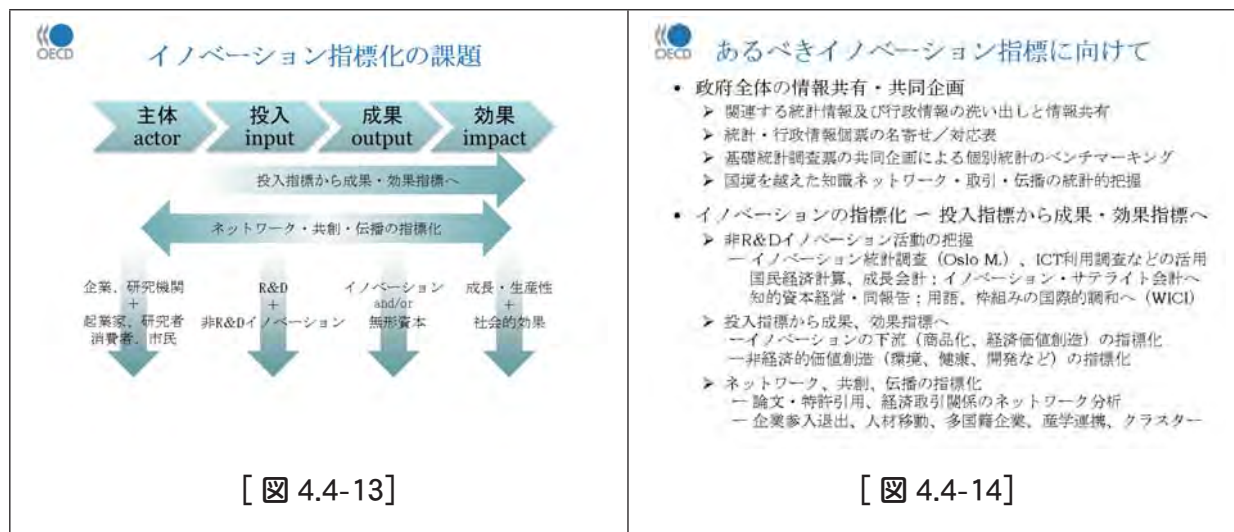 OECD
イノベーション指標化の課題
主体
actor
投入
input
成果
output
効果
impact
投入指標から成果・効果指標へ
ネットワーク・共創・伝播の指標化
企業、研究機関
+
起業家、研究者
消費者、市民
R&D
+
非R&Dイノベーション
イノベーション
and/or
無形資本
成長・生産性
+
社会的効果
[図 4.4-13]
OECD
あるべきイノベーション指標に向けて
• 政府全体の情報共有・共同企画
➢ 関連する統計情報及び行政情報の洗い出しと情報共有
➢ 統計・行政情報個票の名寄せ／対応表
➢ 基礎統計調査票の共同企画による個別統計のベンチマーキング
➢ 国境を越えた知識ネットワーク・取引・伝播の統計的把握
• イノベーションの指標化 － 投入指標から成果・効果指標へ
➢ 非R&Dイノベーション活動の把握
－ イノベーション統計調査（Oslo M.）、ICT利用調査などの活用
国民経済計算、成長会計；イノベーション・サテライト会計へ
知的資本経営・同報告；用語、枠組みの国際的調和へ（WICI）
➢ 投入指標から成果、効果指標へ
－イノベーションの下流（商品化、経済価値創造）の指標化
－非経済的価値創造（環境、健康、開発など）の指標化
➢ ネットワーク、共創、伝播の指標化
－ 論文・特許引用、経済取引関係のネットワーク分析
－ 企業参入退出、人材移動、多国籍企業、産学連携、クラスター
[図 4.4-14]